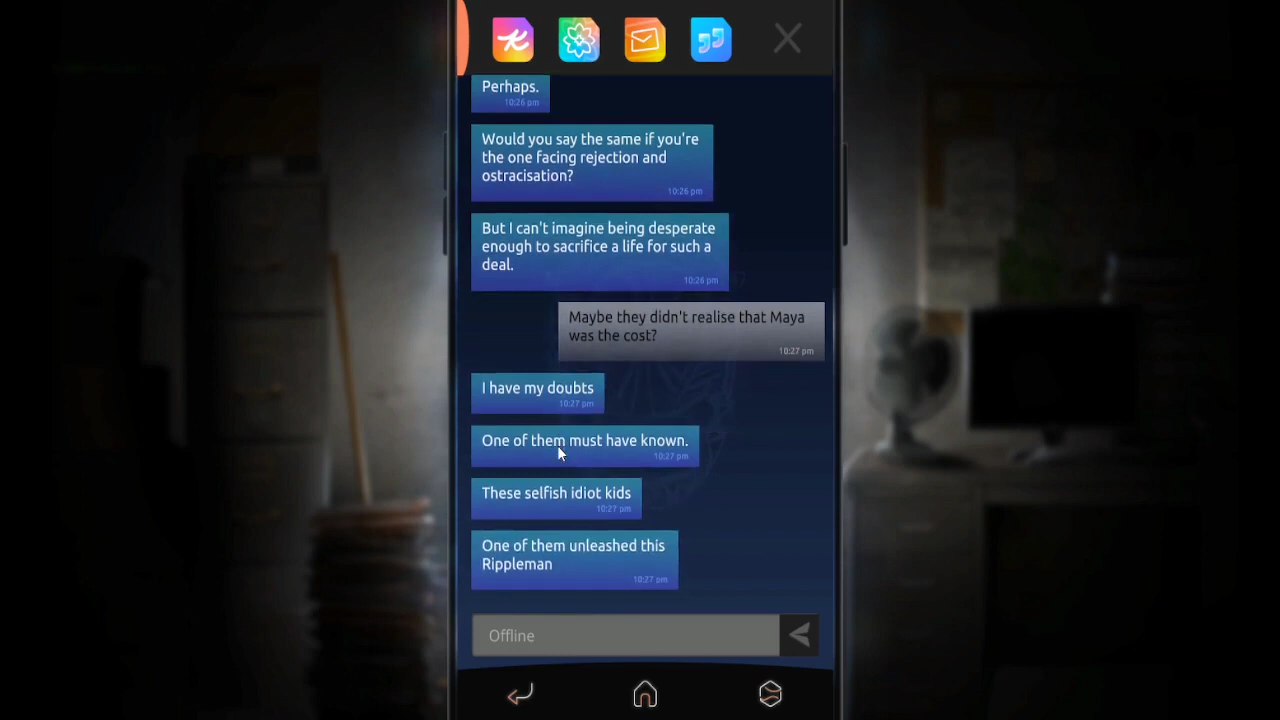 Perhaps.
10:26 pm
Would you say the same if you're
the one facing rejection and
ostracisation?
10:26 pm
But I can't imagine being desperate
enough to sacrifice a life for such a
deal.
10:26 pm
Maybe they didn't realise that Maya
was the cost?
10:27 pm
I have my doubts
10:27 pm
One of them must have known.
10:27 pm
These selfish idiot kids
10:27 pm
One of them unleashed this
Rippleman
10:27 pm
Offline